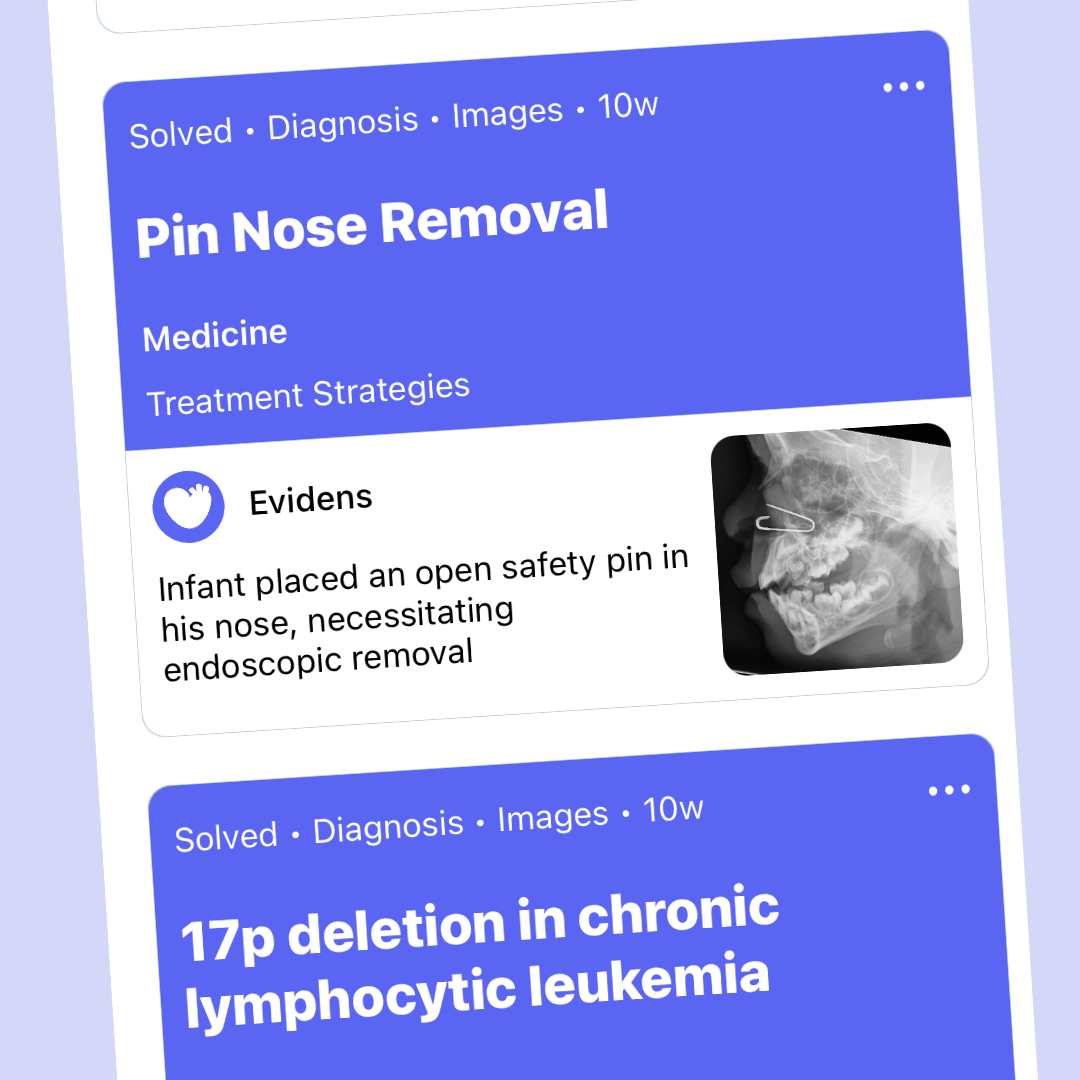 Solved • Diagnosis • Images • 10w
Pin Nose Removal
Medicine
Treatment Strategies
Evidens
Infant placed an open safety pin in
his nose, necessitating
endoscopic removal
Solved • Diagnosis • Images • 10w
17p deletion in chronic
lymphocytic leukemia